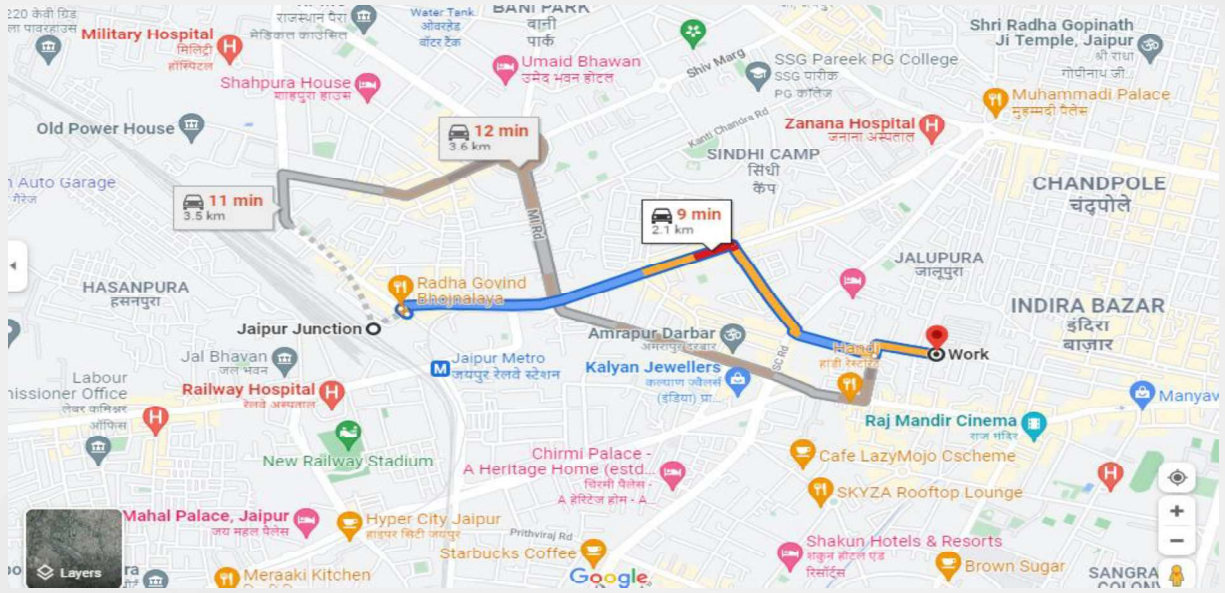 220 केवी ग्रिड
ला पावरहाउस
Military Hospital
मिलिट्री
हॉस्पिटल
राजस्थान पैरा
मेडिकल काउंसिल
Water Tank
ओवरहेड
वॉटर टैंक
BANI PARK
बानी
पार्क
Shahpura House
शाहपुरा हाउस
Umaid Bhawan
उमेद भवन होटल
Shiv Marg
SSG Pareek PG College
SSG पारीक
PG कॉलेज
Shri Radha Gopinath
Ji Temple, Jaipur
श्री राधा
गोपीनाथ जी...
Muhammadi Palace
मुहम्मदी पैलेस
Old Power House
12 min
3.6 km
Kanti Chandra Rd
Zanana Hospital
जनाना अस्पताल
SINDHI CAMP
सिंधी
कैंप
Auto Garage
गैरेज
11 min
3.5 km
MI Rd
9 min
2.1 km
CHANDPOLE
चंदपोले
HASANPURA
हसनपुरा
Radha Govind
Bhojnalaya
JALUPURA
जालूपुरा
INDIRA BAZAR
इंदिरा
बाज़ार
Jaipur Junction
Amrapur Darbar
अमरापुर दरबार
Handi
हांडी रेस्टोरेंट
Work
Jal Bhavan
जल भवन
Jaipur Metro
जयपुर रेलवे स्टेशन
Kalyan Jewellers
कल्याण ज्वैलर्स
(इंडिया) प्रा...
SC Rd
Labour
missioner Office
लेबर कमिश्नर
ऑफिस
Railway Hospital
रेलवे अस्पताल
Manyav
Raj Mandir Cinema
राज मंदिर
New Railway Stadium
Chirmi Palace -
A Heritage Home (estd...
चिरमी पैलेस -
A हेरिटेज होम - A...
Cafe LazyMojo Cscheme
SKYZA Rooftop Lounge
Mahal Palace, Jaipur
जय महल पैलेस
Hyper City Jaipur
हाइपर सिटी जयपुर
Prithviraj Rd
Starbucks Coffee
Shakun Hotels & Resorts
शकुन होटल एंड
रिसॉर्ट्स
Brown Sugar
Layers
Meraaki Kitchen
Google
SANGRA
COLONY